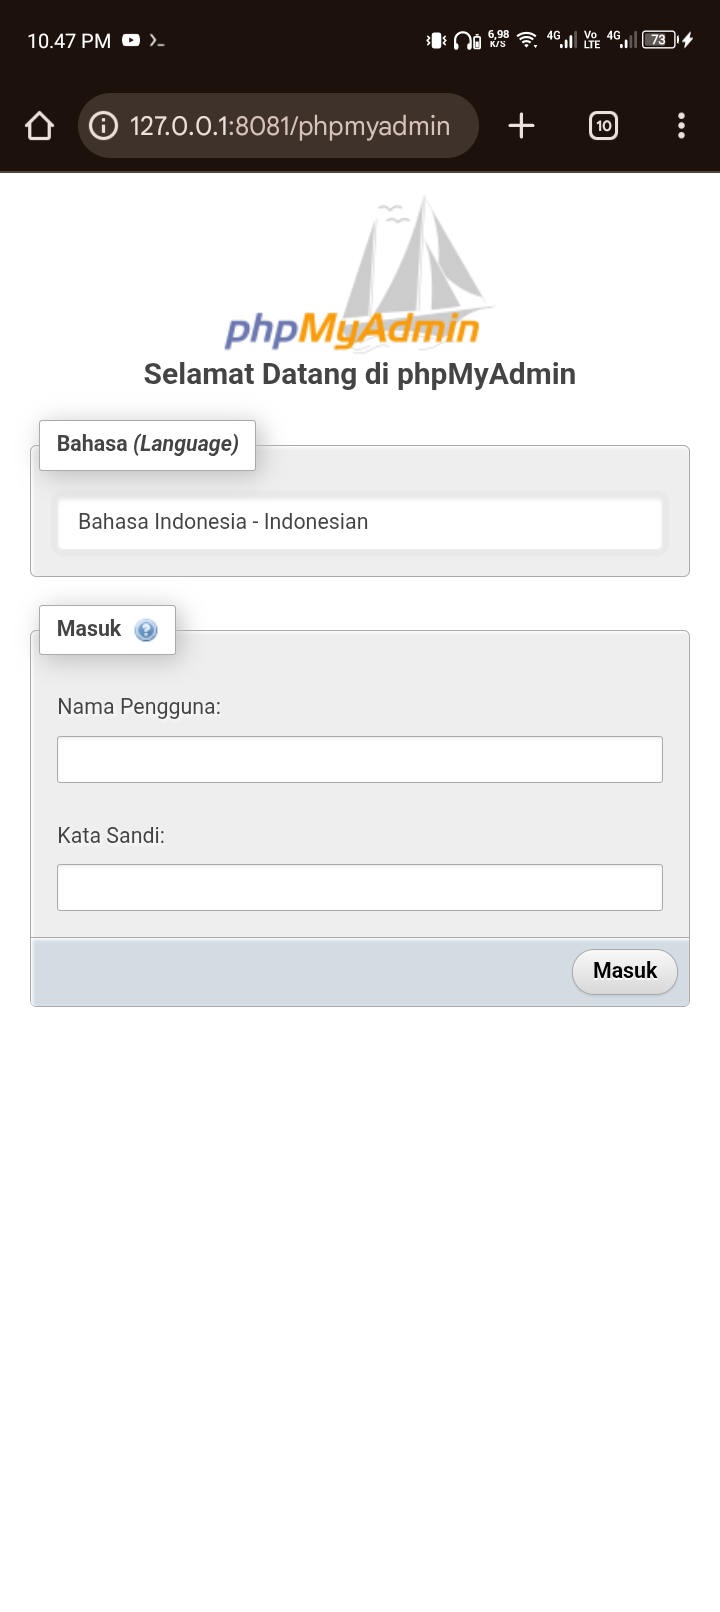 10.47 PM
6,98 K/S 4G Vo LTE 4G 73
127.0.0.1:8081/phpmyadmin
10
phpMyAdmin
Selamat Datang di phpMyAdmin
Bahasa (Language)
Bahasa Indonesia - Indonesian
Masuk
Nama Pengguna:
Kata Sandi:
Masuk